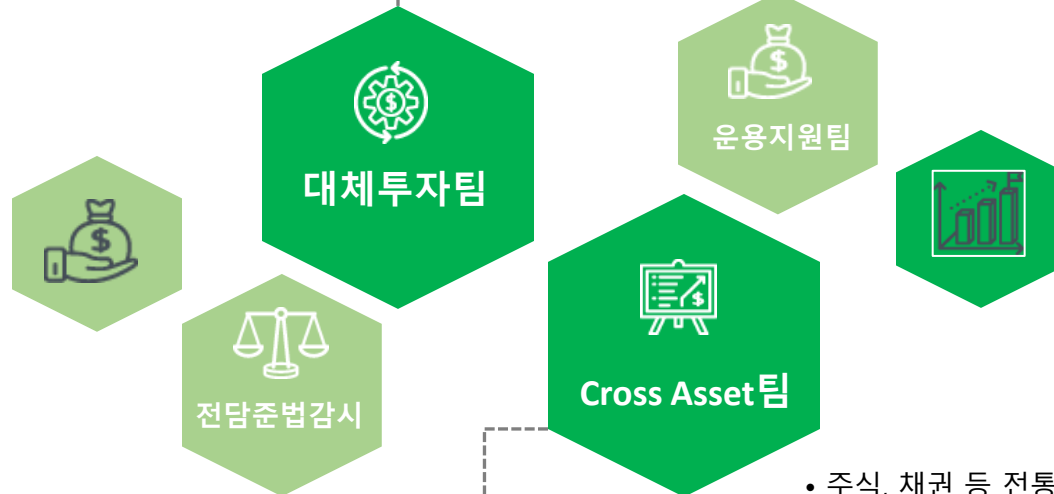 운용지원팀
대체투자팀
Cross Asset팀
전담준법감시
• 주식, 채권 등 전통